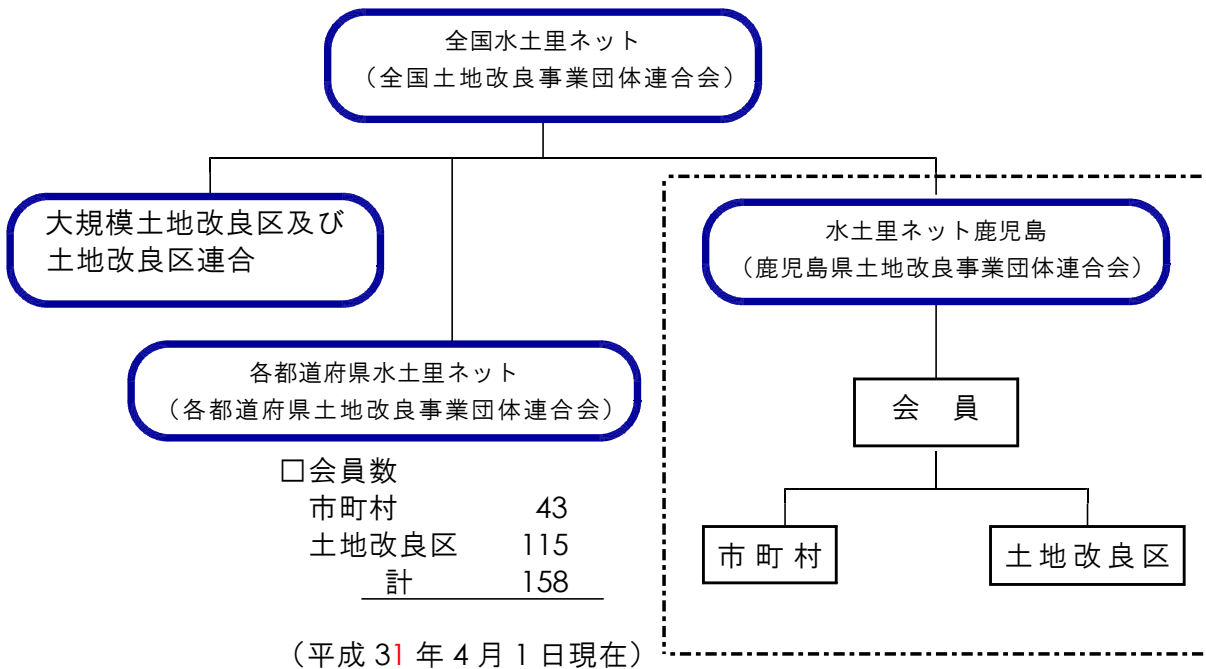 全国水土里ネット
（全国土地改良事業団体連合会）
大規模土地改良区及び
土地改良区連合
水土里ネット鹿児島
（鹿児島県土地改良事業団体連合会）
各都道府県水土里ネット
（各都道府県土地改良事業団体連合会）
会　員
□会員数
市町村 43
土地改良区 115
計 158
市町村
土地改良区
（平成 31 年 4 月 1 日現在）